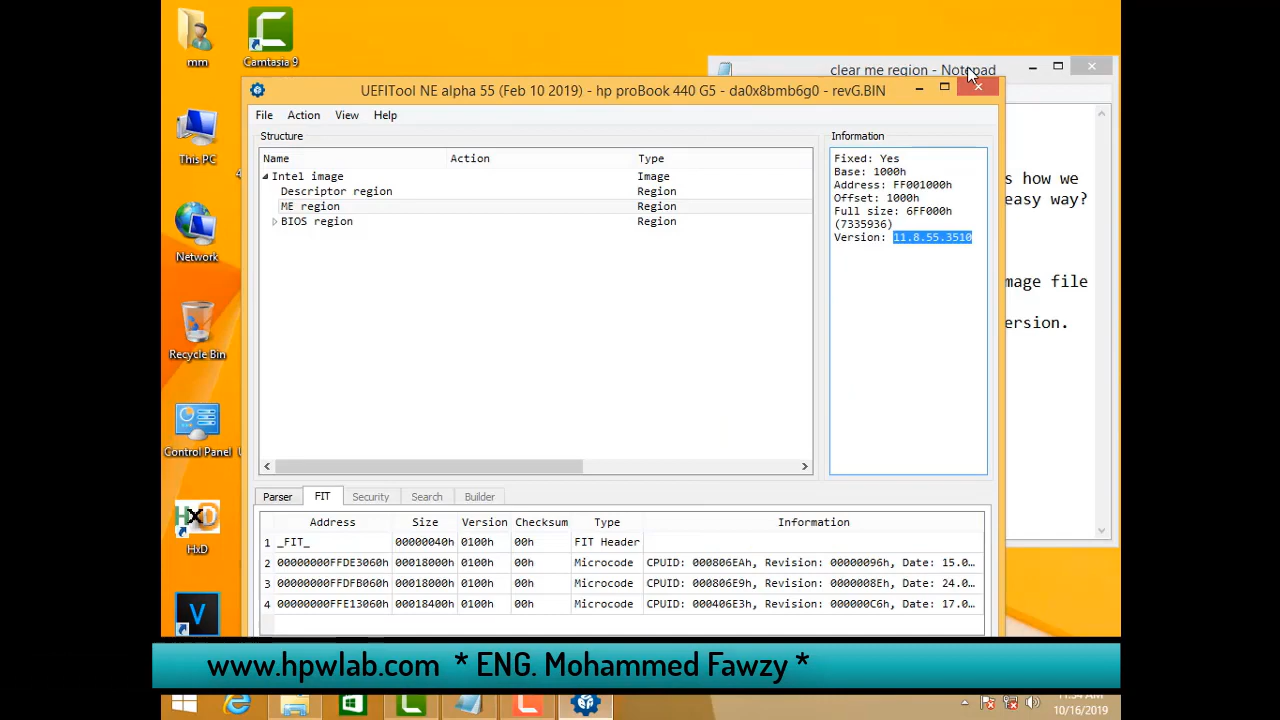 mm
Camtasia 9
This PC
Network
Recycle Bin
Control Panel
HxD
V
clear me region - Notepad
s how we
easy way?
mage file
ersion.
UEFITool NE alpha 55 (Feb 10 2019) - hp proBook 440 G5 - da0x8bmb6g0 - revG.BIN
File Action View Help
Structure
Name Action Type
Intel image Image
Descriptor region Region
ME region Region
BIOS region Region
Information
Fixed: Yes
Base: 1000h
Address: FF001000h
Offset: 1000h
Full size: 6FF000h
(7335936)
Version: 11.8.55.3510
Parser FIT Security Search Builder
Address Size Version Checksum Type Information
1 _FIT_ 00000040h 0100h 00h FIT Header
2 00000000FFDE3060h 00018000h 0100h 00h Microcode CPUID: 000806EAh, Revision: 00000096h, Date: 15.0…
3 00000000FFDFB060h 00018000h 0100h 00h Microcode CPUID: 000806E9h, Revision: 0000008Eh, Date: 24.0…
4 00000000FFE13060h 00018400h 0100h 00h Microcode CPUID: 000406E3h, Revision: 000000C6h, Date: 17.0…
www.hpwlab.com * ENG. Mohammed Fawzy *
10/16/2019